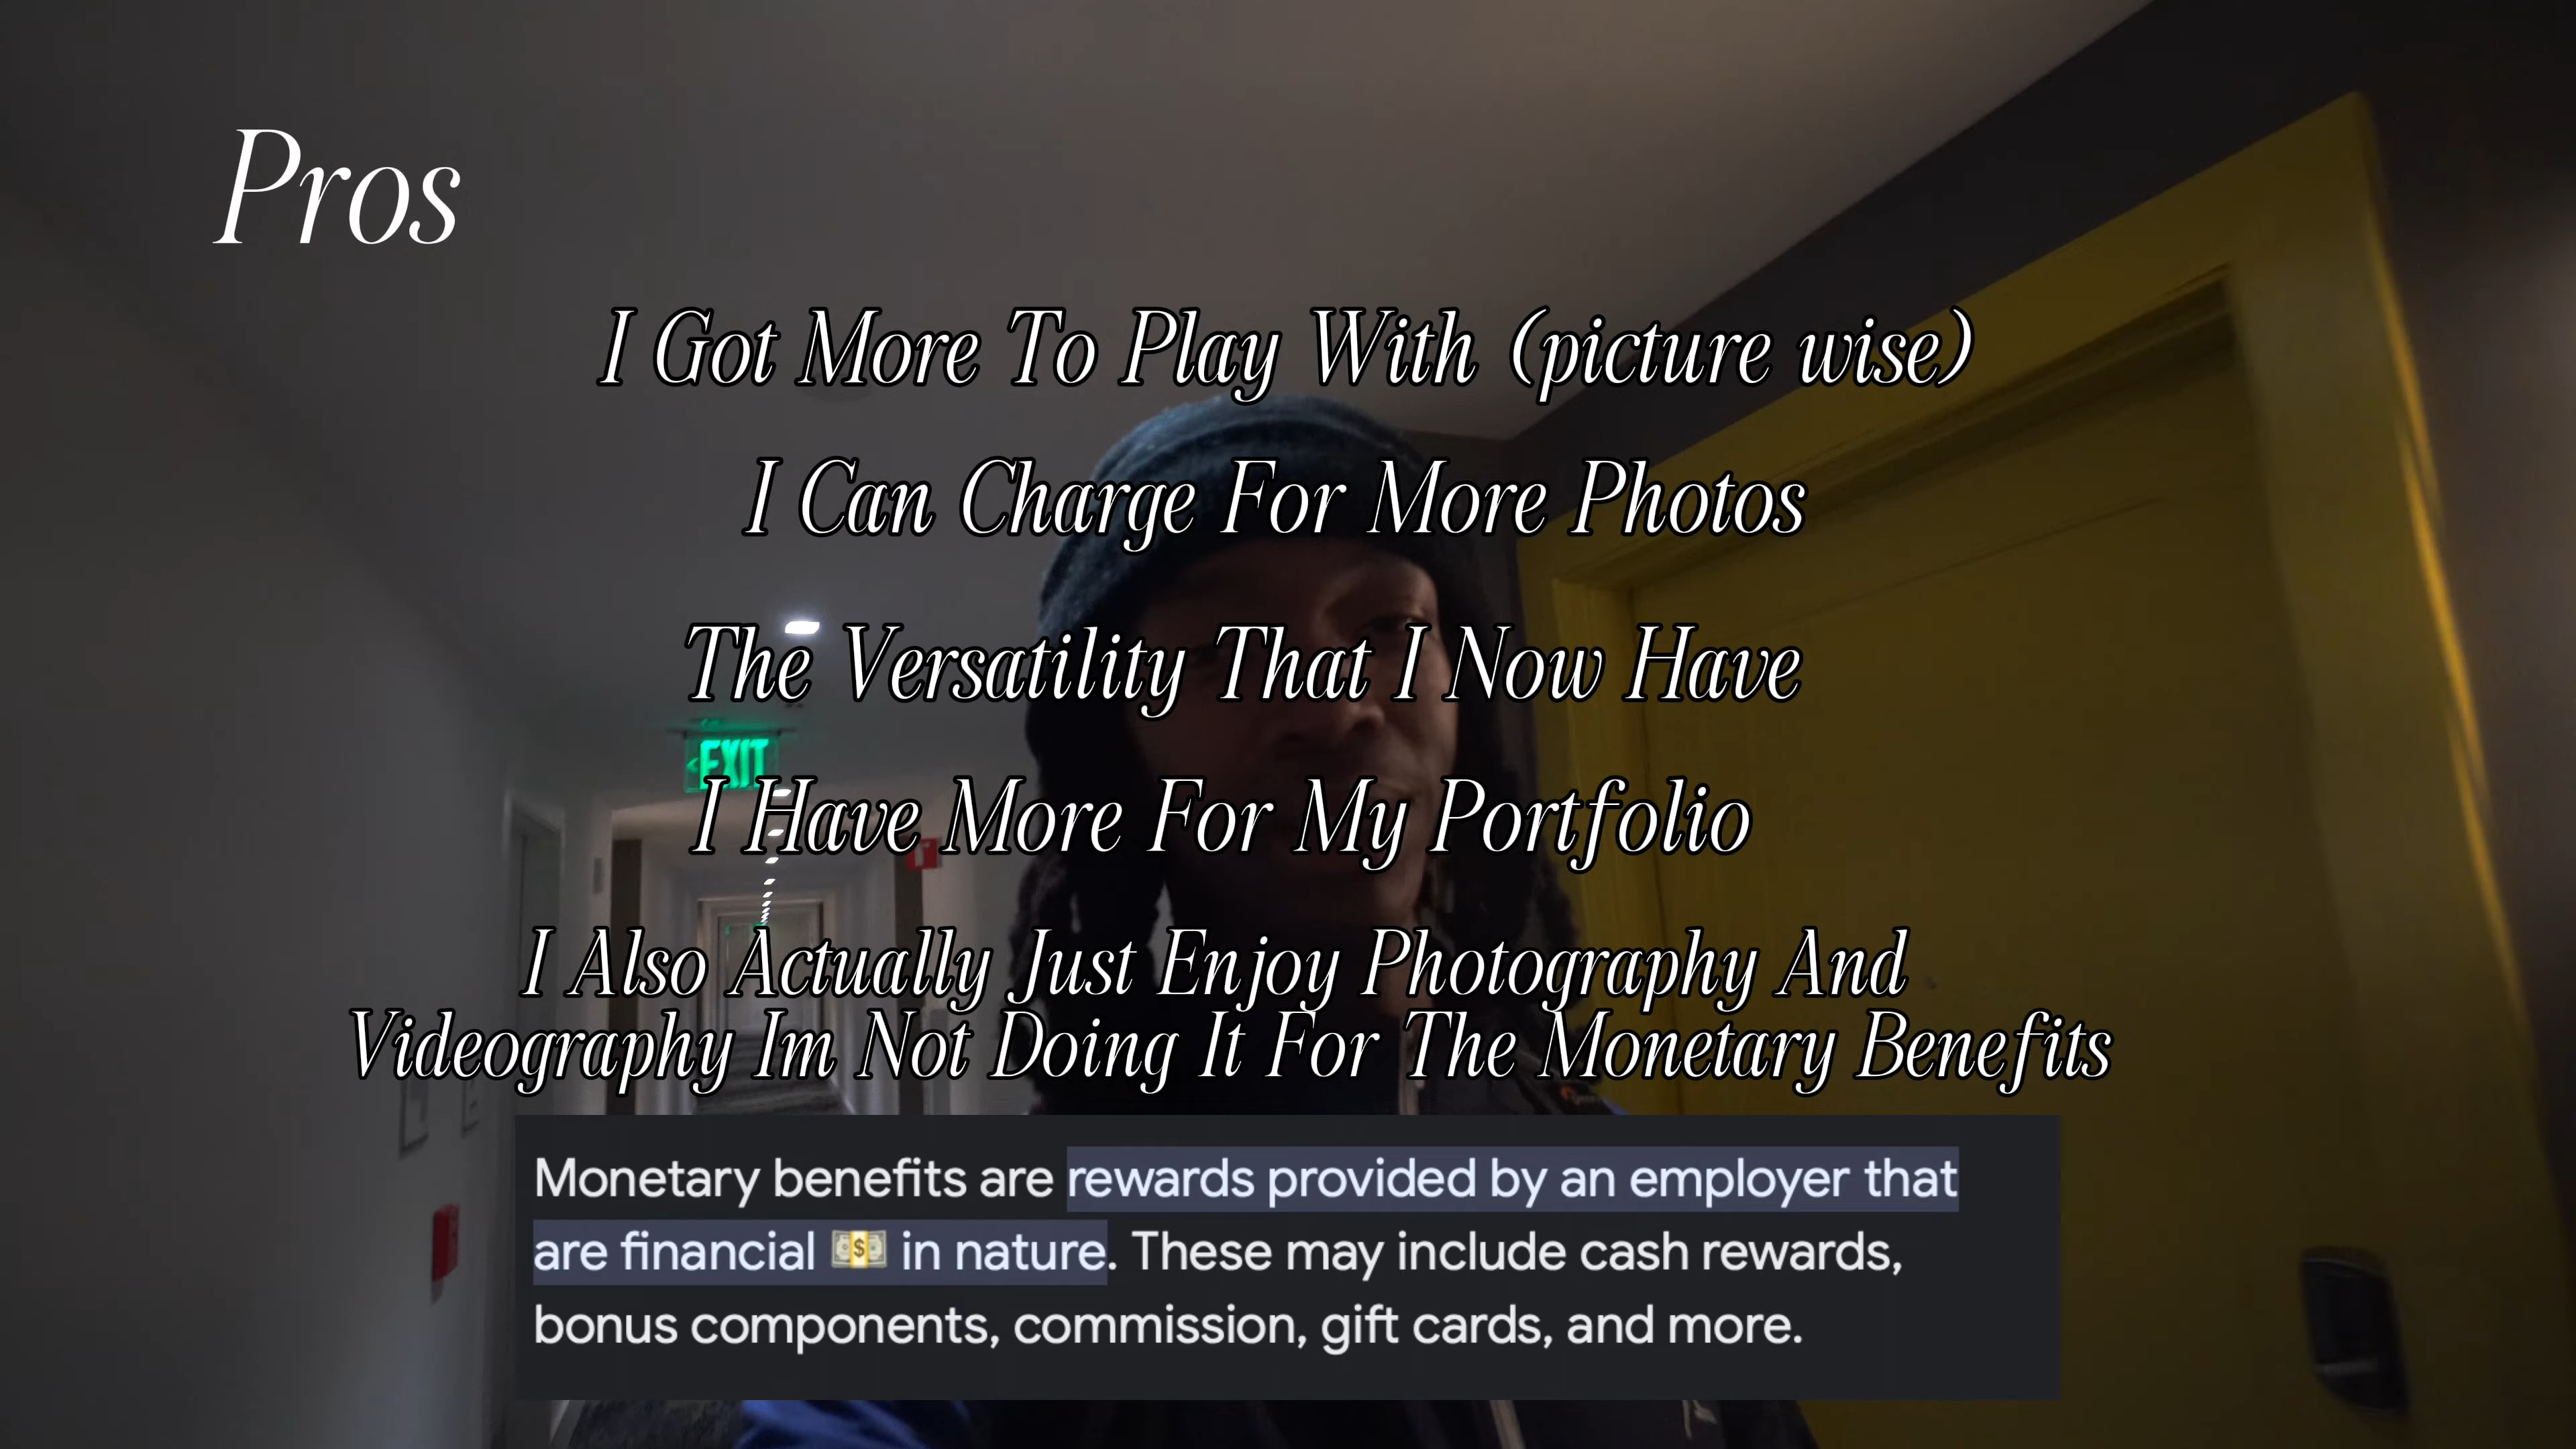 Pros
I Got More To Play With (picture wise)
I Can Charge For More Photos
The Versatility That I Now Have
EXIT
I Have More For My Portfolio
I Also Actually Just Enjoy Photography And
Videography Im Not Doing It For The Monetary Benefits
Monetary benefits are rewards provided by an employer that
are financial 💵 in nature. These may include cash rewards,
bonus components, commission, gift cards, and more.